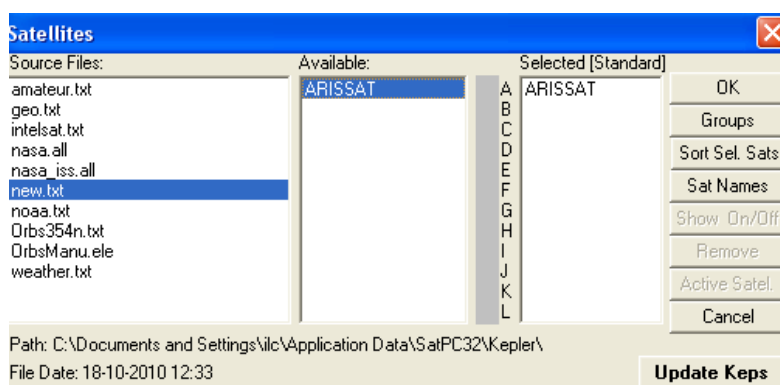 Satellites
Source Files:
Available:
Selected [Standard]
amateur.txt
geo.txt
intelsat.txt
nasa.all
nasa_iss.all
new.txt
noaa.txt
Orbs354n.txt
OrbsManu.ele
weather.txt
ARISSAT
A
B
C
D
E
F
G
H
I
J
K
L
ARISSAT
OK
Groups
Sort Sel. Sats
Sat Names
Show On/Off
Remove
Active Satel.
Cancel
Path: C:\Documents and Settings\ilc\Application Data\SatPC32\Kepler\
File Date: 18-10-2010 12:33
Update Keps